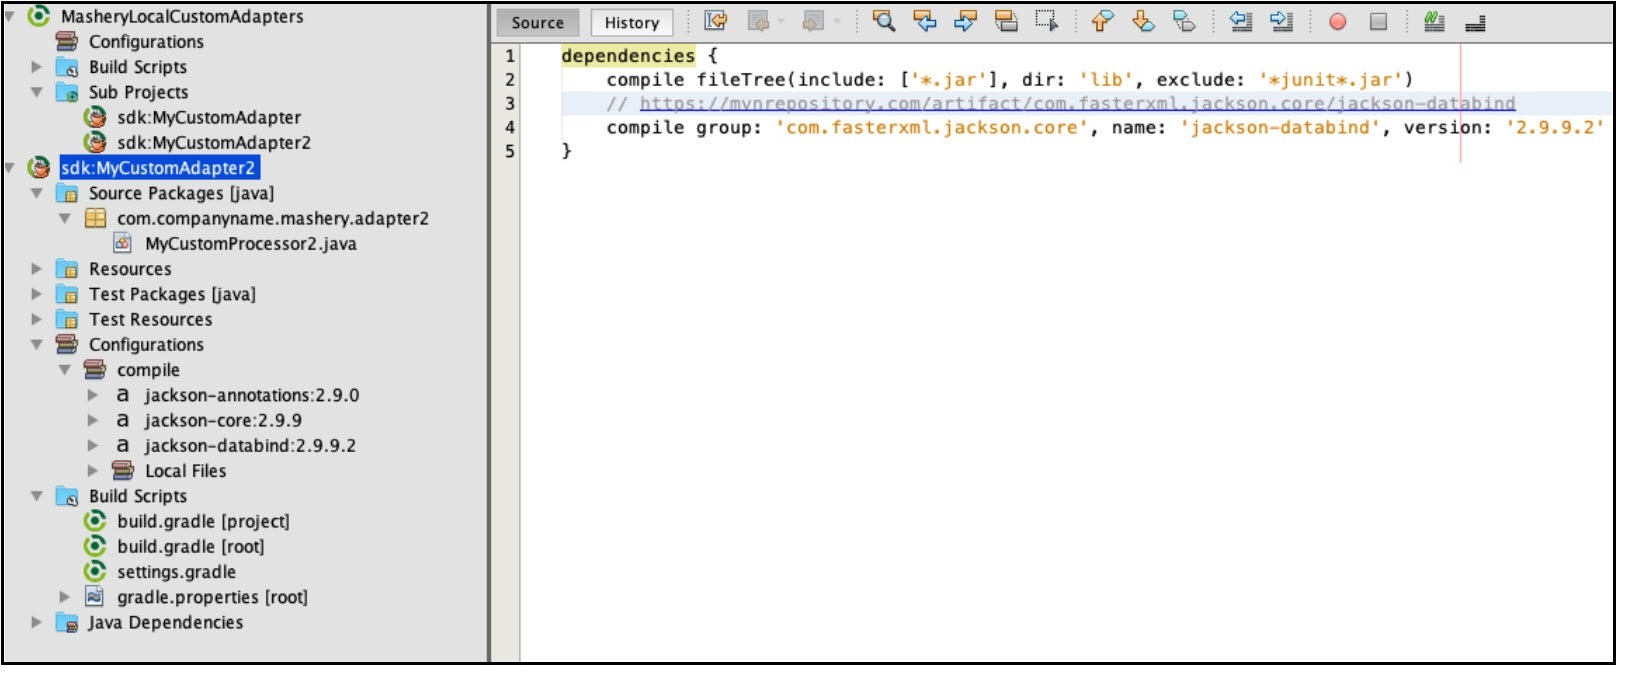 MasheryLocalCustomAdapters
Configurations
Build Scripts
Sub Projects
sdk:MyCustomAdapter
sdk:MyCustomAdapter2
sdk:MyCustomAdapter2
Source Packages [java]
com.companyname.mashery.adapter2
MyCustomProcessor2.java
Resources
Test Packages [java]
Test Resources
Configurations
compile
a jackson-annotations:2.9.0
a jackson-core:2.9.9
a jackson-databind:2.9.9.2
Local Files
Build Scripts
build.gradle [project]
build.gradle [root]
settings.gradle
gradle.properties [root]
Java Dependencies
Source History
1 dependencies {
2 compile fileTree(include: ['*.jar'], dir: 'lib', exclude: '*junit*.jar')
3 // https://mvnrepository.com/artifact/com.fasterxml.jackson.core/jackson-databind
4 compile group: 'com.fasterxml.jackson.core', name: 'jackson-databind', version: '2.9.9.2'
5 }